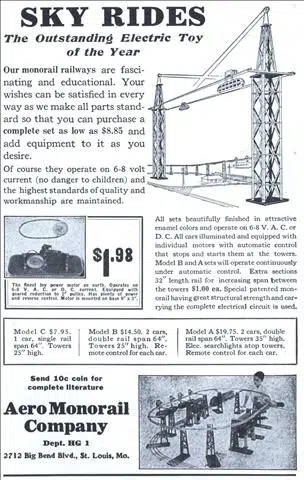 SKY RIDES
The Outstanding Electric Toy
of the Year
Our monorail railways are fasci-
nating and educational. Your
wishes can be satisfied in every
way as we make all parts stand-
ard so that you can purchase a
complete set as low as $8.85 and
add equipment to it as you
desire.
Of course they operate on 6-8 volt
current (no danger to children) and
the highest standards of quality and
workmanship are maintained.
$1.98
The finest toy power motor on earth. Operates on
6-8 V. A. C. or D. C. current. Equipped with
geared reduction to 1" pulley. Has plenty of power
and reverse control. Motor is mounted on base
All sets beautifully finished in attractive
enamel colors and operate on 6-8 V. A. C. or
D. C. All cars illuminated and equipped with
individual motors with automatic control
that stops and starts them at the towers.
Model B and A sets will operate continuously
under automatic control. Extra sections
32" length rail for increasing span between
the towers $1.00 ea. Special patented mon-
orail having great structural strength and car-
rying the complete electrical circuit is used.
Model C $7.95.
1 car, single rail
span 64". Towers
25" high.
Model B $14.50. 2 cars,
double rail span 64".
Towers 25" high. Re-
mote control for each car.
Model A $19.75. 2 cars, double
rail span 64". Towers 35" high.
Elec. searchlights atop towers.
Remote control for each car.
Send 10c coin for
complete literature
Aero Monorail
Company
Dept. HG 1
2712 Big Bend Blvd., St. Louis, Mo.